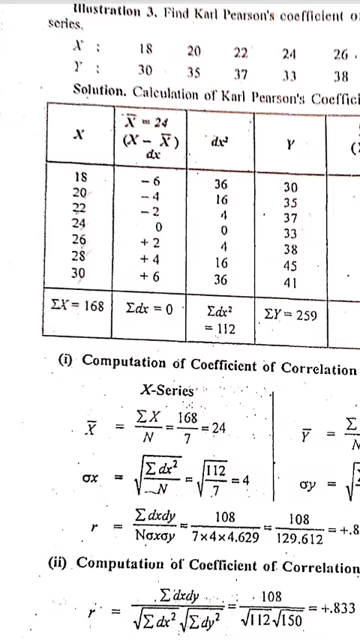 Illustration 3. Find Karl Pearson's coefficient o
series.
X : 18 20 22 24 26
Y : 30 35 37 33 38
Solution. Calculation of Karl Pearson's Coeffici
X X̄ = 24 (X – X̄) dx dx² Y (
18 – 6 36 30
20 – 4 16 35
22 – 2 4 37
24 0 0 33
26 + 2 4 38
28 + 4 16 45
30 + 6 36 41
ΣX = 168 Σdx = 0 Σdx² = 112 ΣY = 259
(i) Computation of Coefficient of Correlation
X-Series
X̄ = ΣX/N = 168/7 = 24 Ȳ = Σ/N
σx = √(Σdx²/N) = √(112/7) = 4 σy = √
r = Σdxdy/Nσxσy = 108/7×4×4.629 = 108/129.612 = +.8
(ii) Computation of Coefficient of Correlation
r = Σdxdy/√Σdx² √Σdy² = 108/√112√150 = +.833